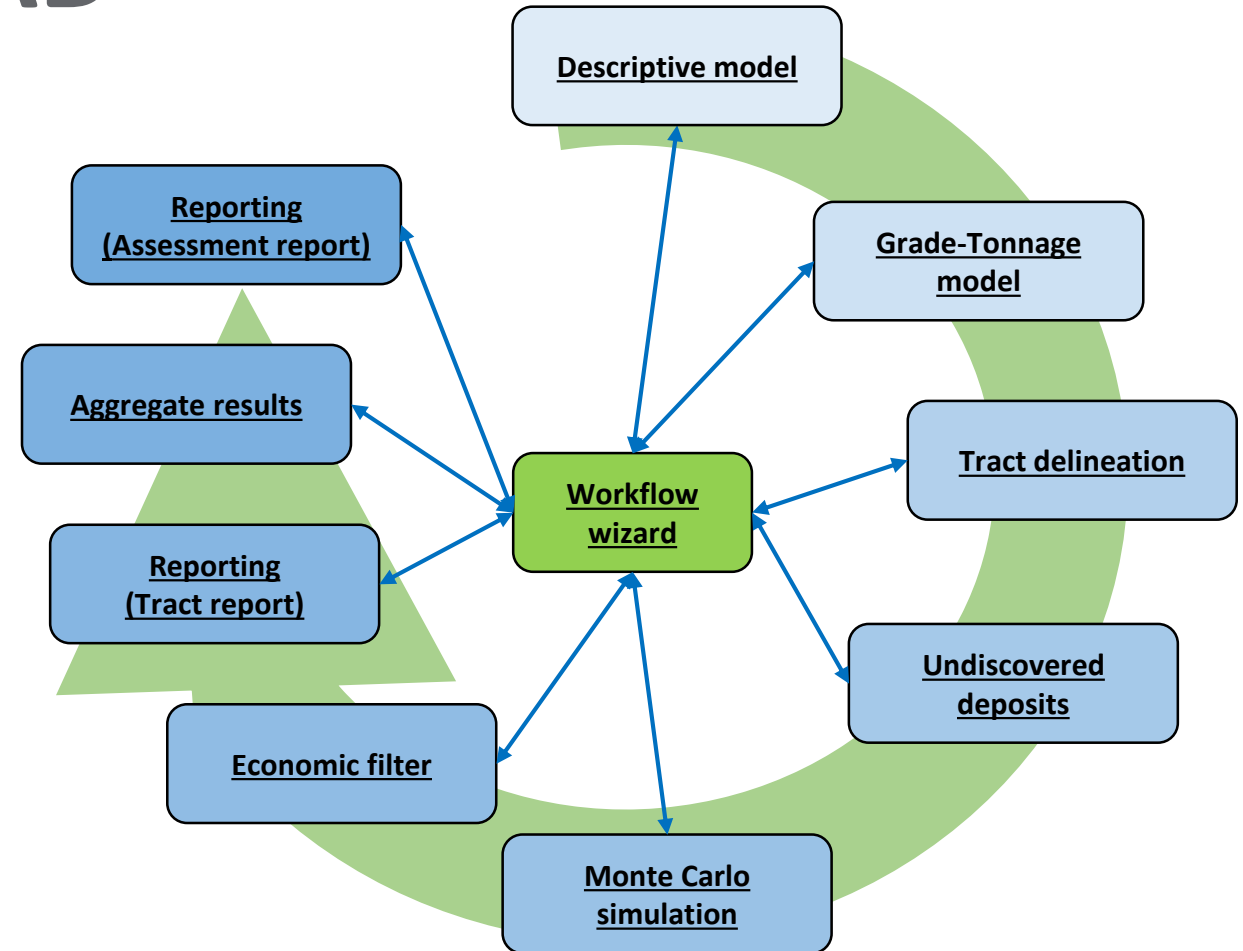 Descriptive model
Grade-Tonnage
model
Tract delineation
Undiscovered
deposits
Monte Carlo
simulation
Economic filter
Reporting
(Tract report)
Aggregate results
Reporting
(Assessment report)
Workflow
wizard